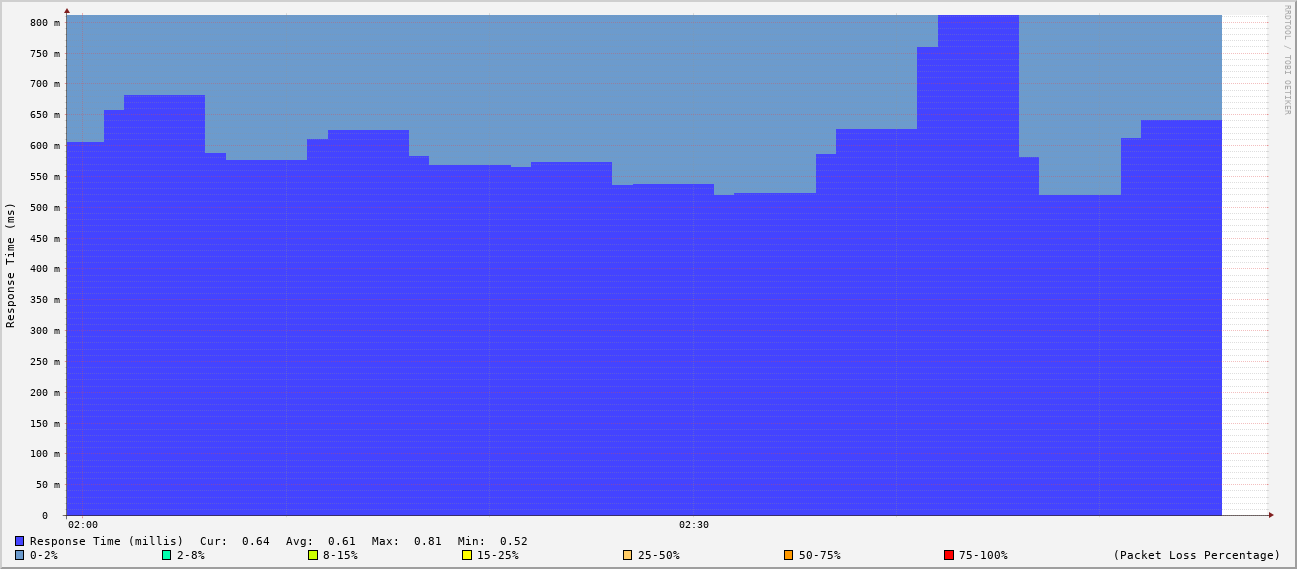 RRDTOOL / TOBI OETIKER
Response Time (ms)
800 m
750 m
700 m
650 m
600 m
550 m
500 m
450 m
400 m
350 m
300 m
250 m
200 m
150 m
100 m
50 m
0
02:00 02:30
Response Time (millis) Cur: 0.64 Avg: 0.61 Max: 0.81 Min: 0.52
0-2% 2-8% 8-15% 15-25% 25-50% 50-75% 75-100% (Packet Loss Percentage)